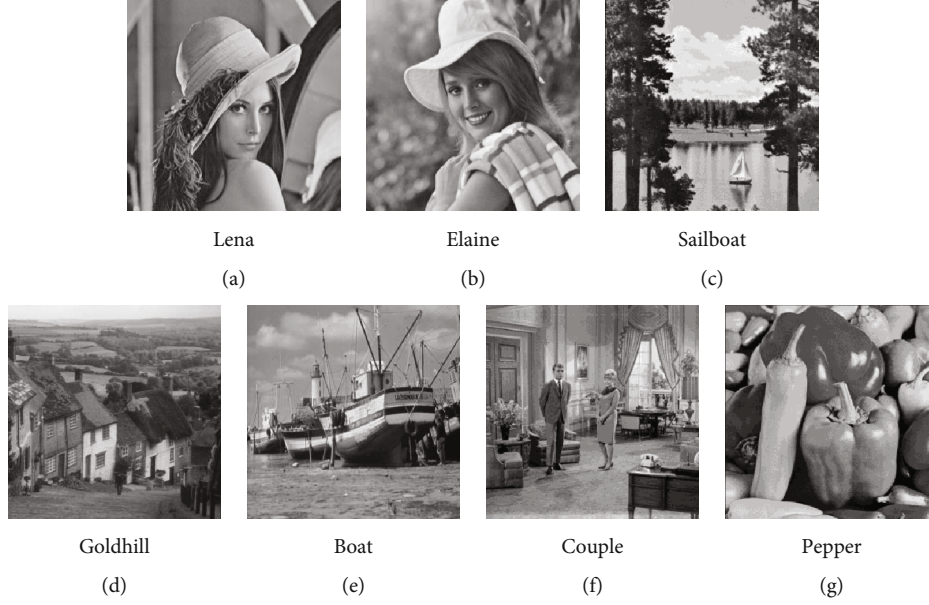 Lena
Elaine
Sailboat
(a)
(b)
(c)
Goldhill
Boat
Couple
Pepper
(d)
(e)
(f)
(g)